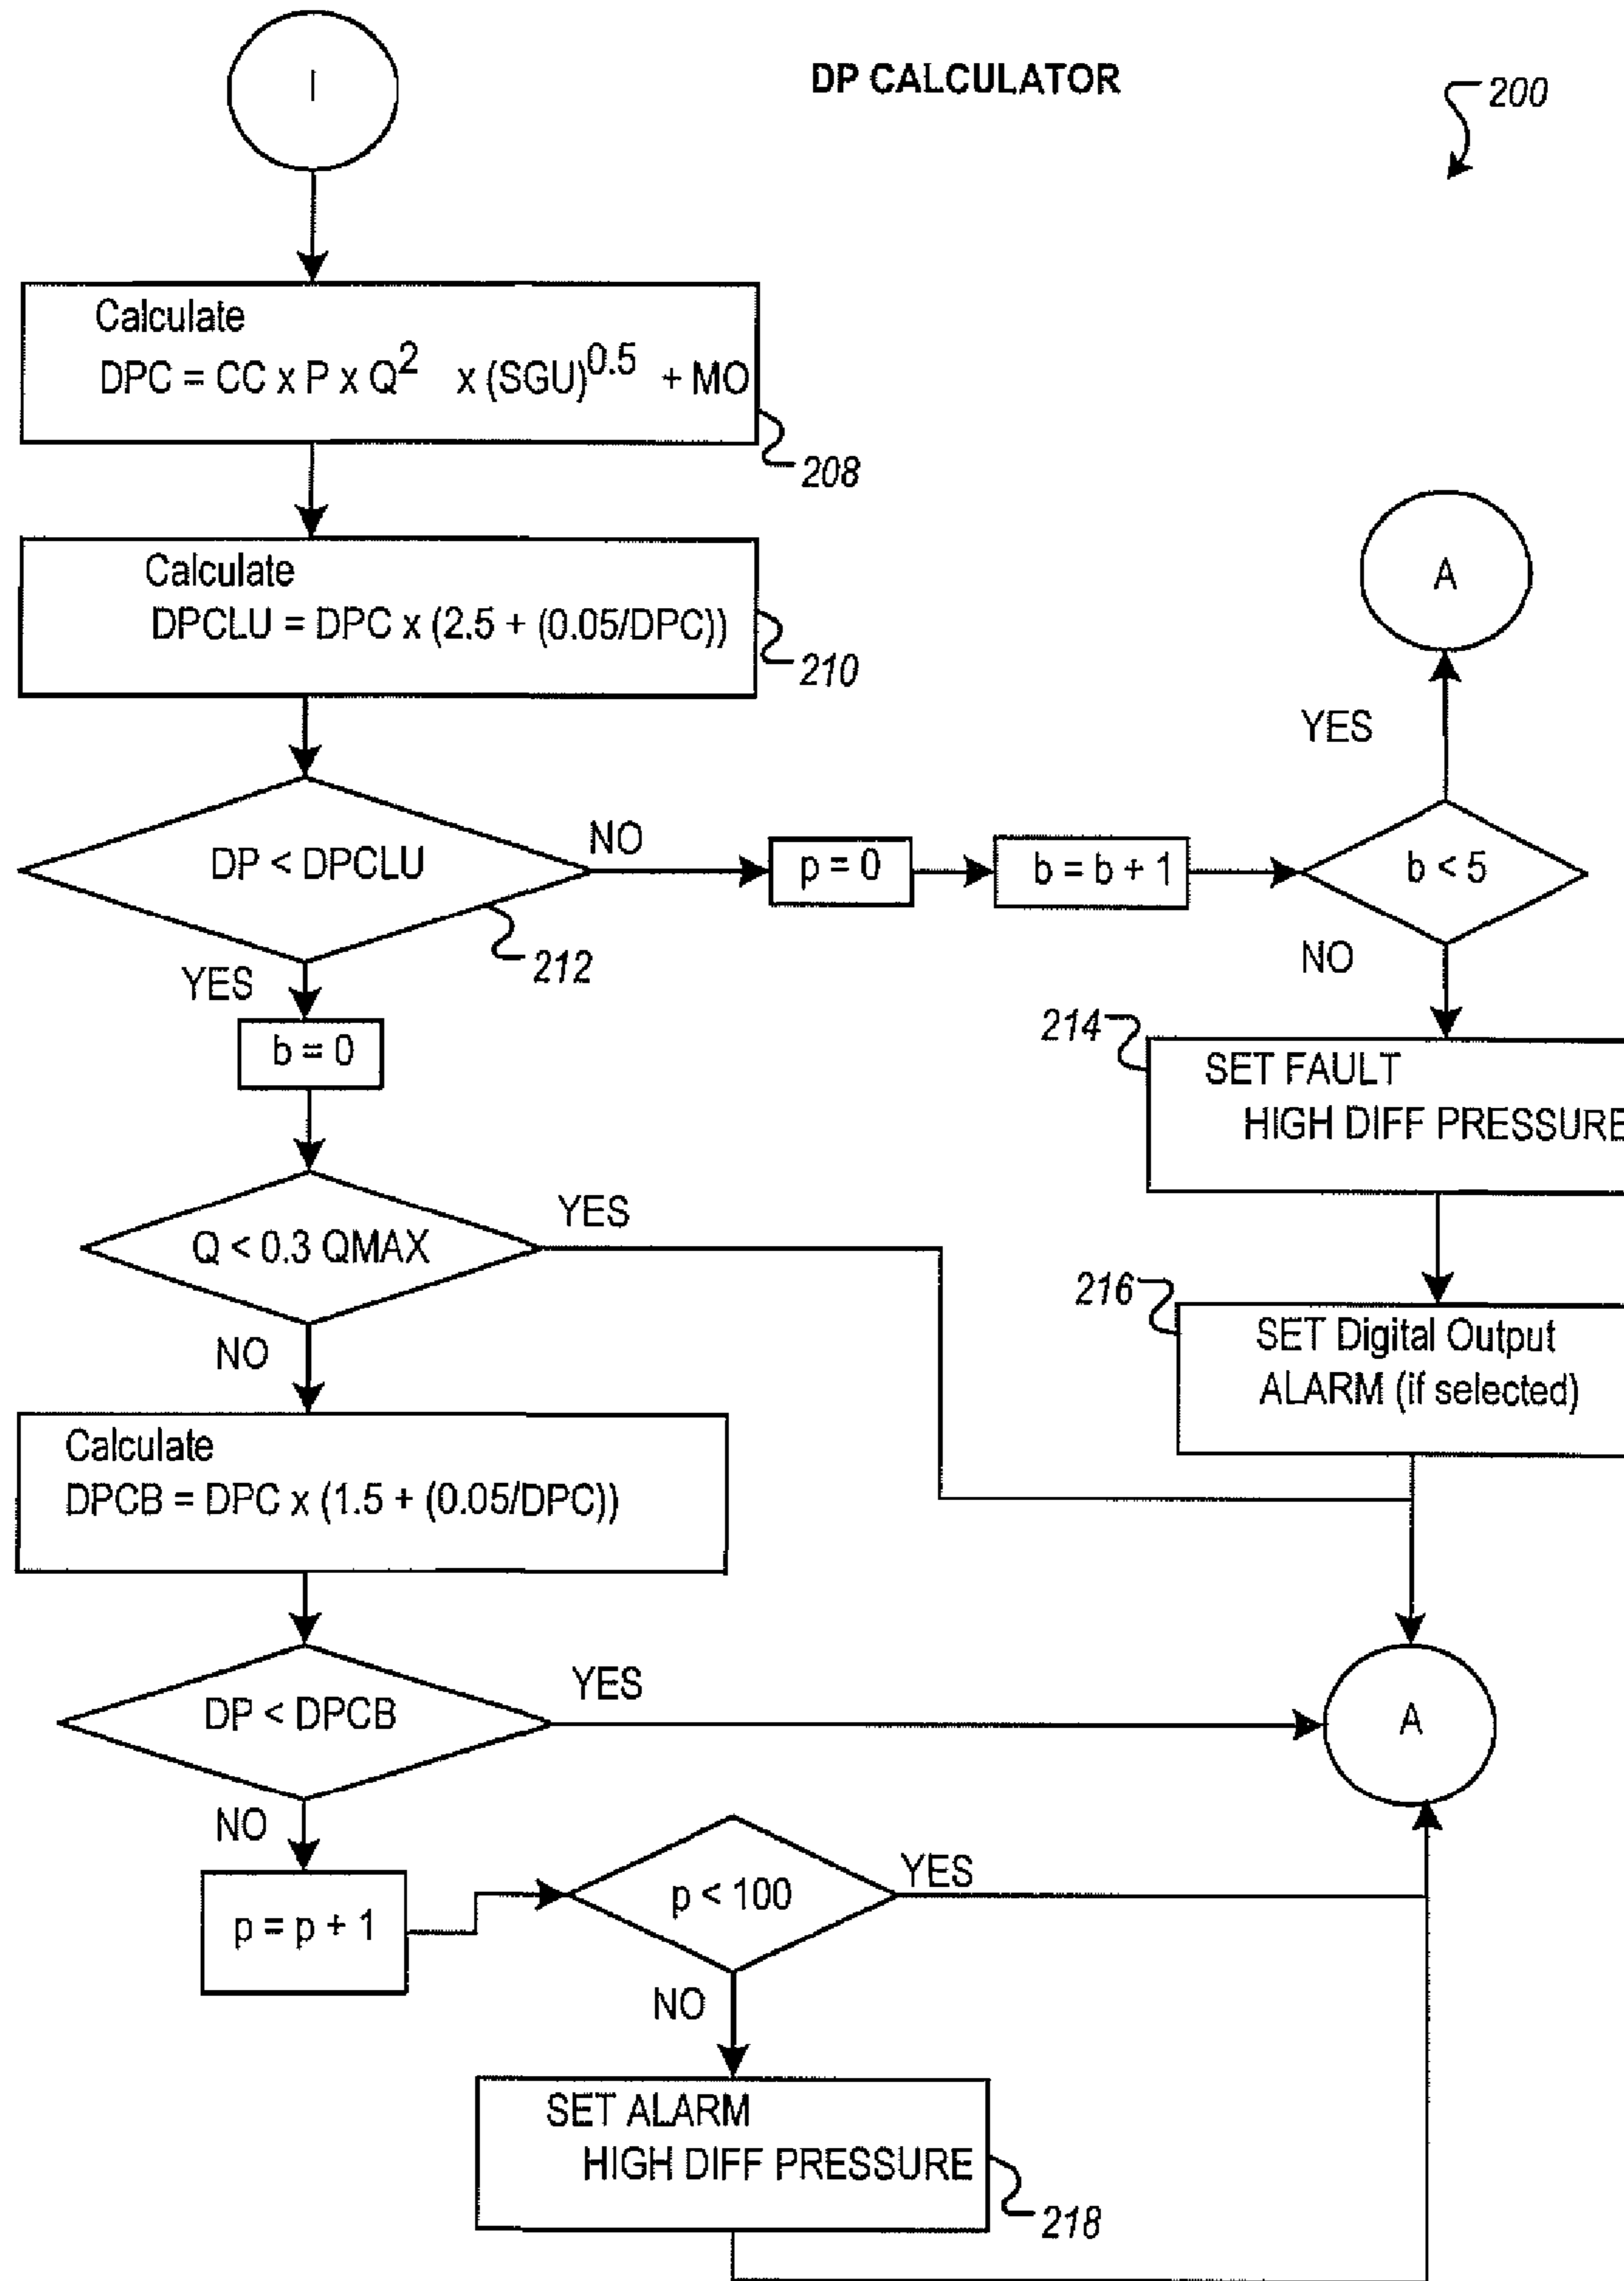 I
DP CALCULATOR
200
Calculate
DPC = CC x P x Q² x (SGU)^0.5 + MO
208
Calculate
DPCLU = DPC x (2.5 + (0.05/DPC))
210
A
YES
DP < DPCLU
NO
p = 0
b = b + 1
b < 5
212
YES
NO
b = 0
214
SET FAULT
HIGH DIFF PRESSURE
Q < 0.3 QMAX
YES
216
SET Digital Output
ALARM (if selected)
NO
Calculate
DPCB = DPC x (1.5 + (0.05/DPC))
DP < DPCB
YES
A
NO
p = p + 1
p < 100
YES
NO
SET ALARM
HIGH DIFF PRESSURE
218